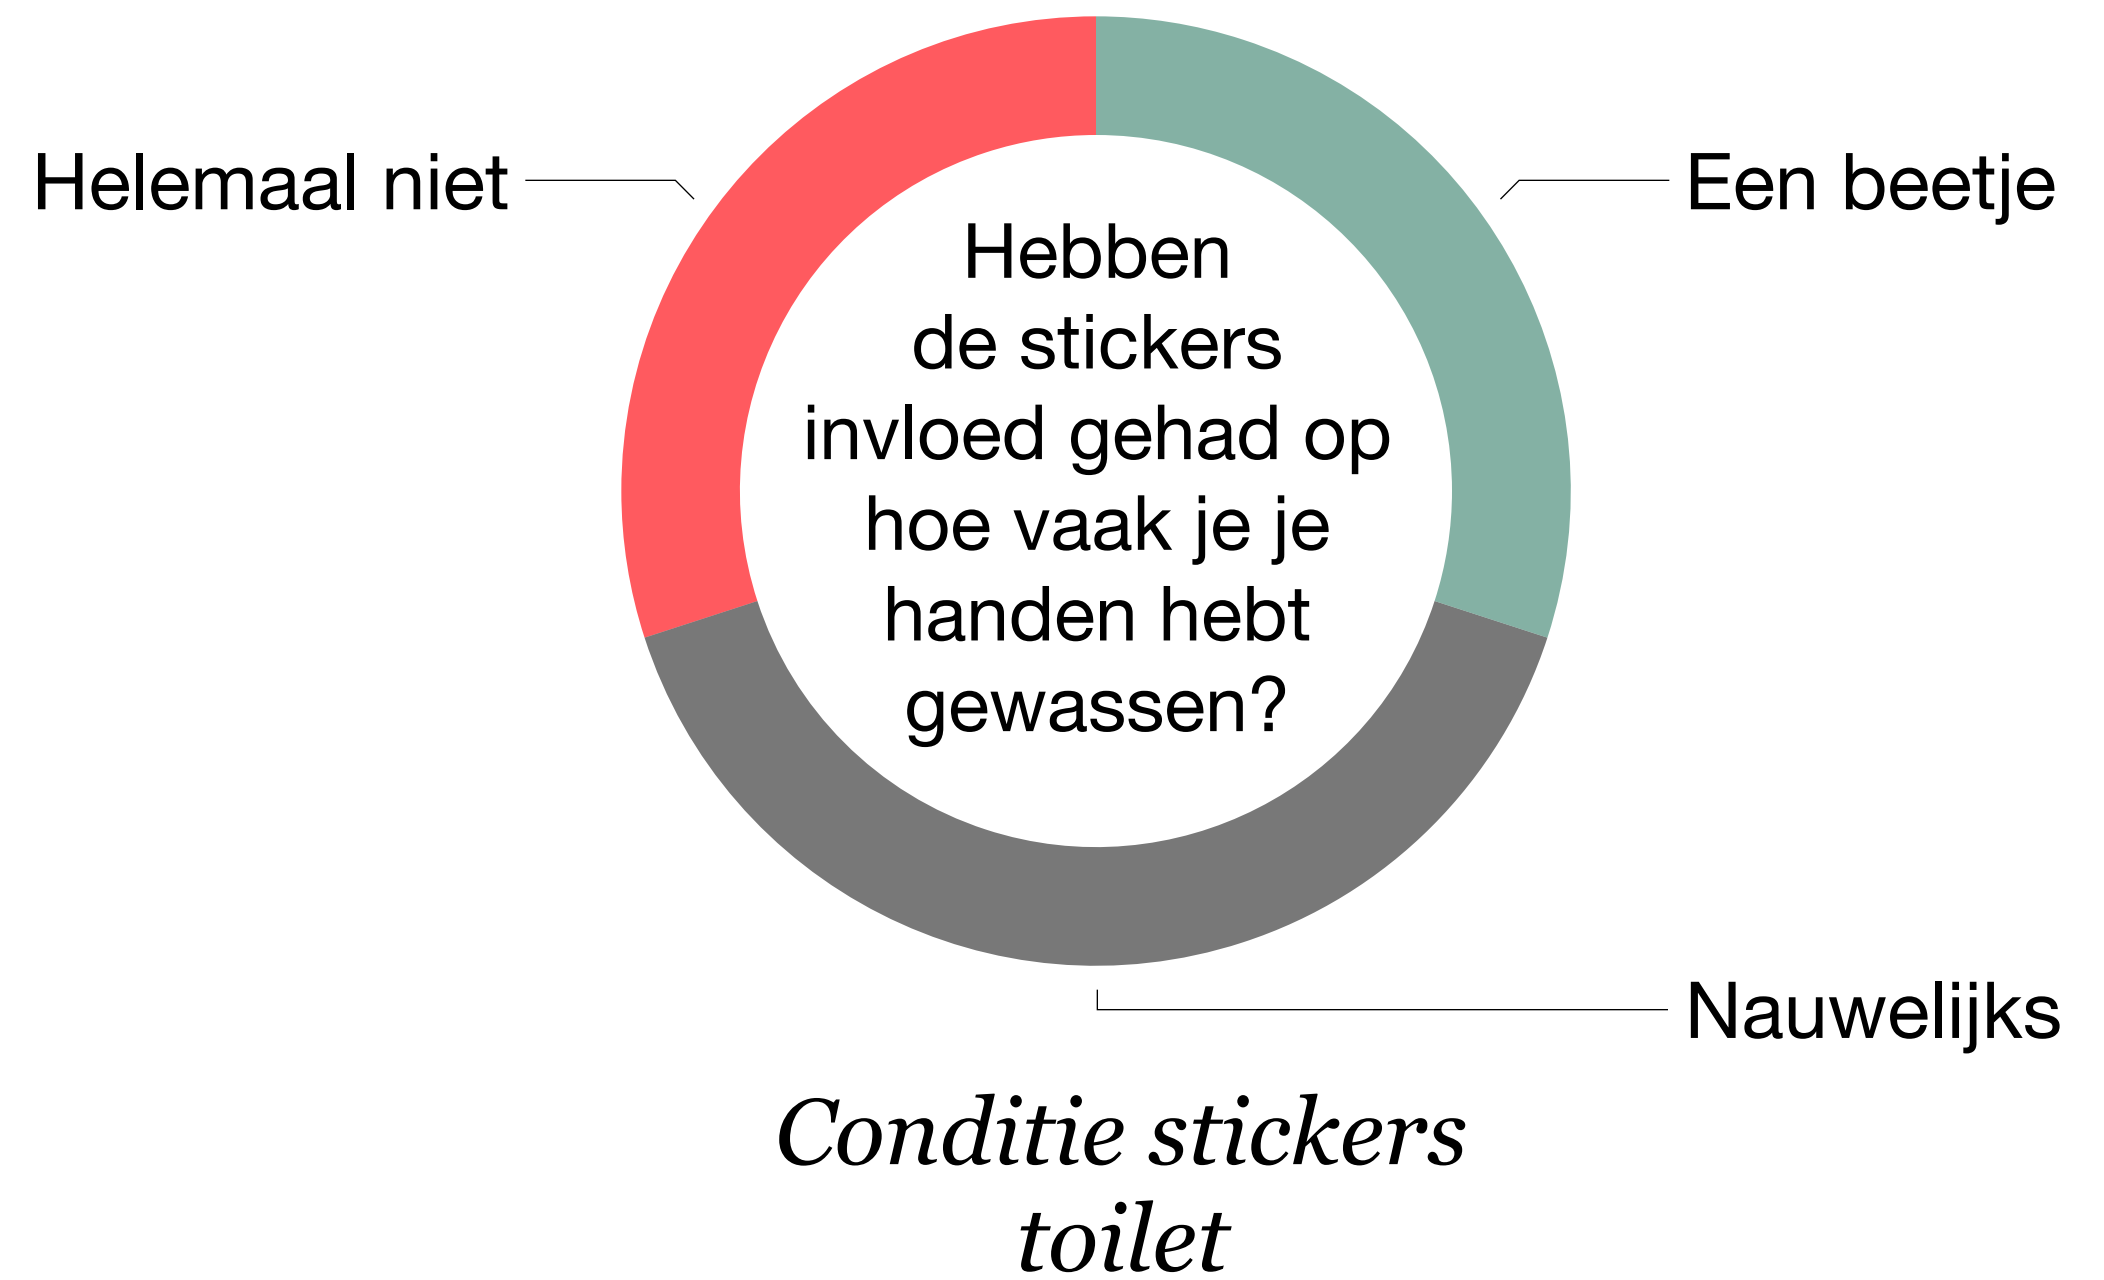 Helemaal niet
Een beetje
Hebben
de stickers
invloed gehad op
hoe vaak je je
handen hebt
gewassen?
Nauwelijks
Conditie stickers
toilet